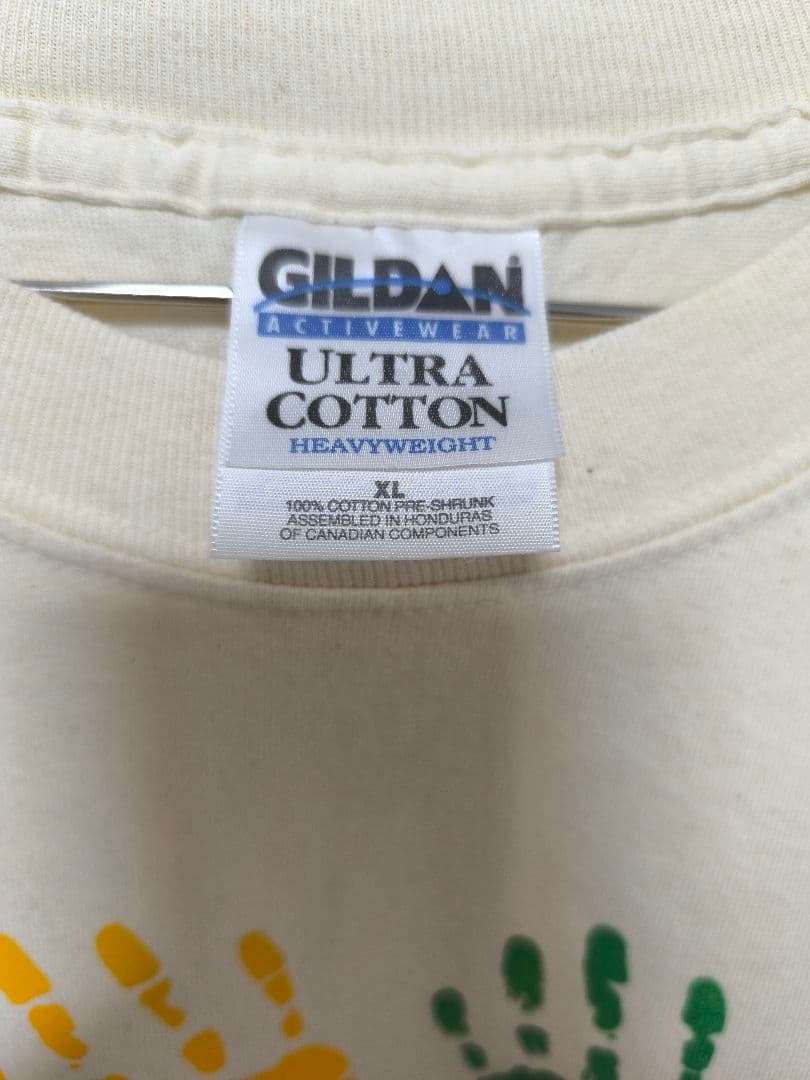 GILDAN
ACTIVEWEAR
ULTRA
COTTON
HEAVYWEIGHT
XL
100% COTTON PRE-SHRUNK
ASSEMBLED IN HONDURAS
OF CANADIAN COMPONENTS